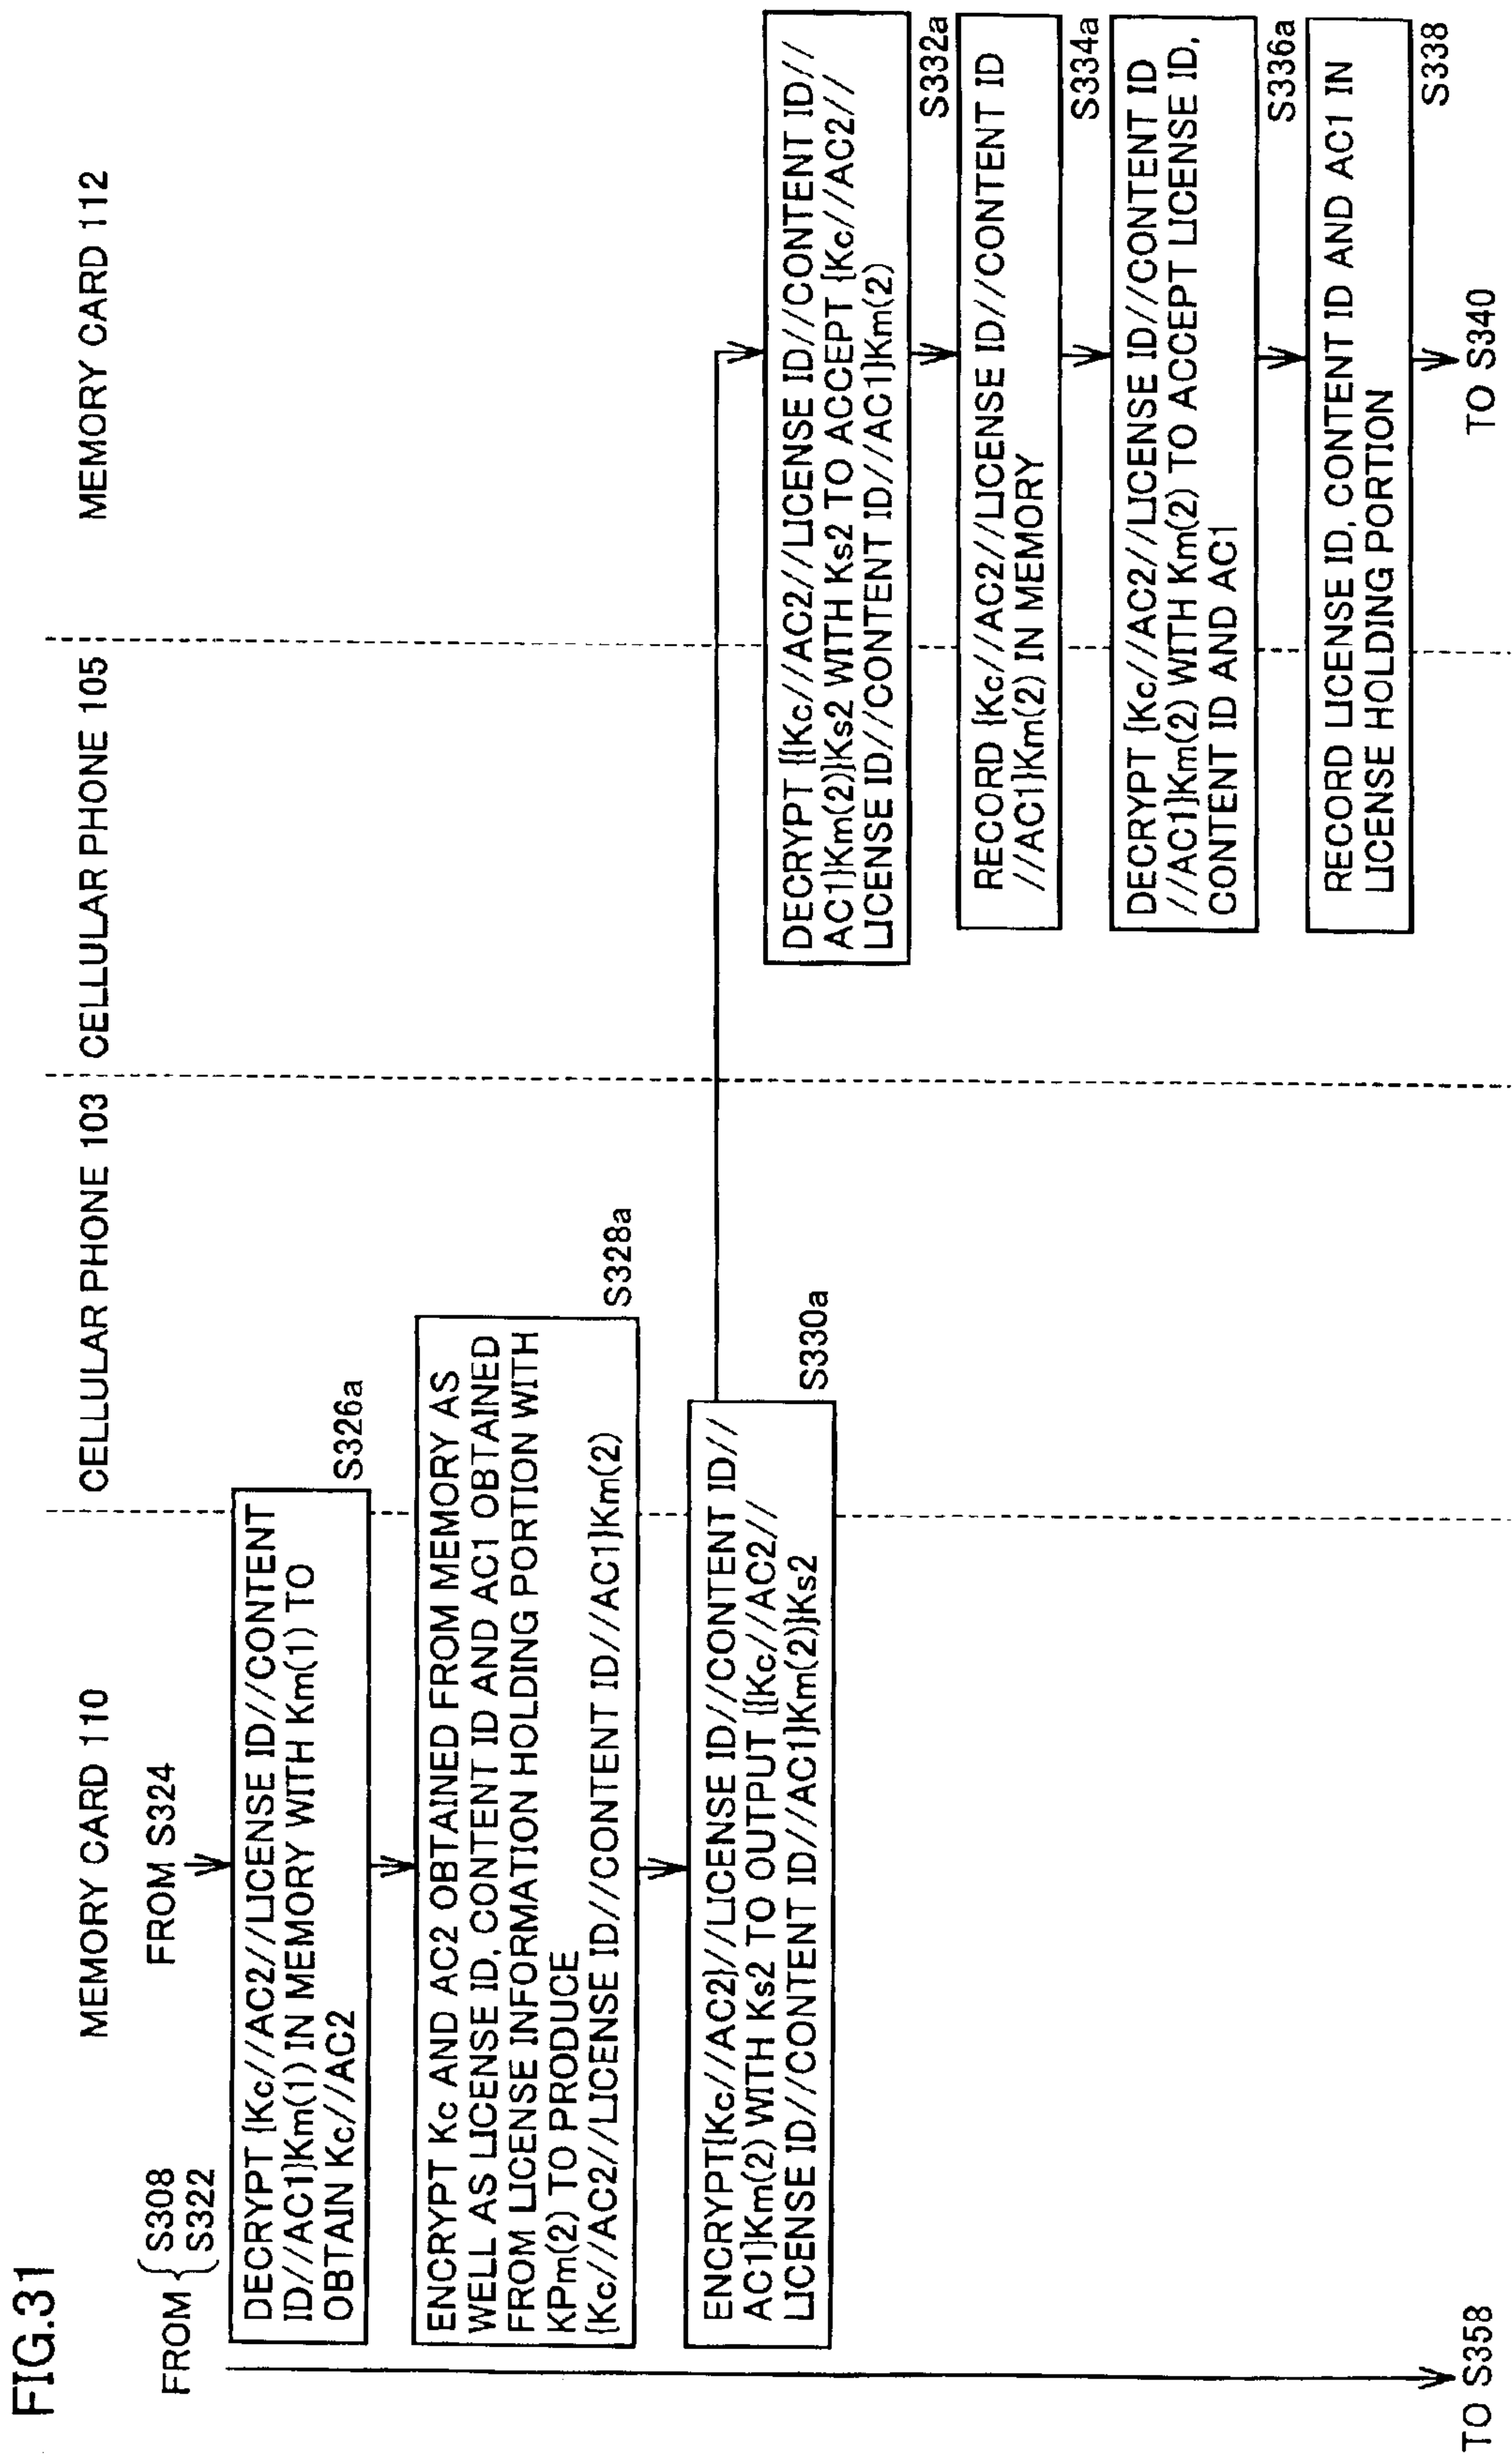 FIG.31
MEMORY CARD 110
CELLULAR PHONE 103
CELLULAR PHONE 105
MEMORY CARD 112
FROM { S308
S322
FROM S324
DECRYPT {Kc//AC2//LICENSE ID//CONTENT
ID//AC1}Km(1) IN MEMORY WITH Km(1) TO
OBTAIN Kc//AC2
S326a
ENCRYPT Kc AND AC2 OBTAINED FROM MEMORY AS
WELL AS LICENSE ID, CONTENT ID AND AC1 OBTAINED
FROM LICENSE INFORMATION HOLDING PORTION WITH
KPm(2) TO PRODUCE
{Kc//AC2//LICENSE ID//CONTENT ID//AC1}Km(2)
S328a
ENCRYPT{Kc//AC2}//LICENSE ID//CONTENT ID//
AC1}Km(2) WITH Ks2 TO OUTPUT {{Kc//AC2//
LICENSE ID//CONTENT ID//AC1}Km(2)}Ks2
S330a
DECRYPT {{Kc//AC2//LICENSE ID//CONTENT ID//
AC1}Km(2)}Ks2 WITH Ks2 TO ACCEPT {Kc//AC2//
LICENSE ID//CONTENT ID//AC1}Km(2)
S332a
RECORD {Kc//AC2//LICENSE ID//CONTENT ID
//AC1}Km(2) IN MEMORY
S334a
DECRYPT {Kc//AC2//LICENSE ID//CONTENT ID
//AC1}Km(2) WITH Km(2) TO ACCEPT LICENSE ID,
CONTENT ID AND AC1
S336a
RECORD LICENSE ID, CONTENT ID AND AC1 IN
LICENSE HOLDING PORTION
S338
TO S340
TO S358